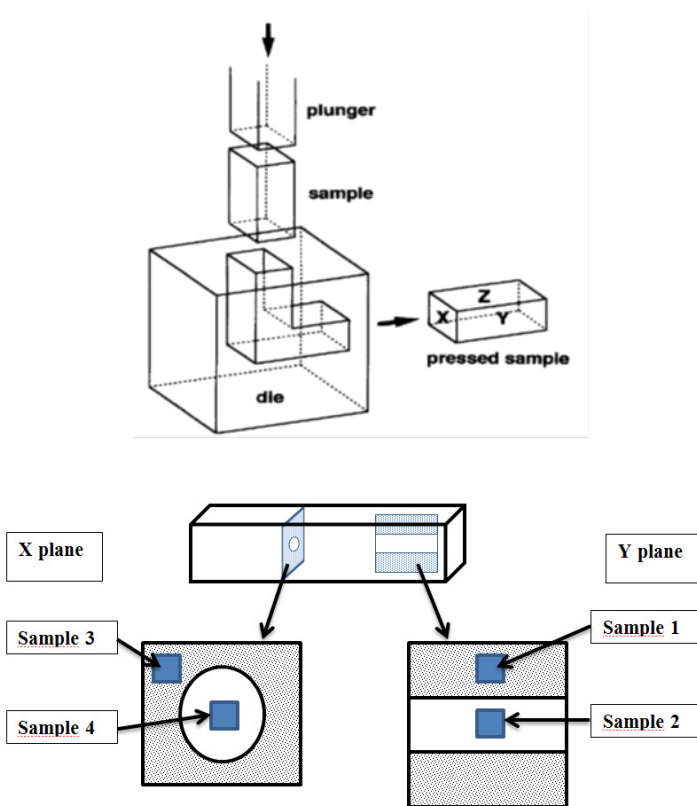 plunger
sample
Z
X
Y
pressed sample
die
X plane
Y plane
Sample 3
Sample 1
Sample 4
Sample 2